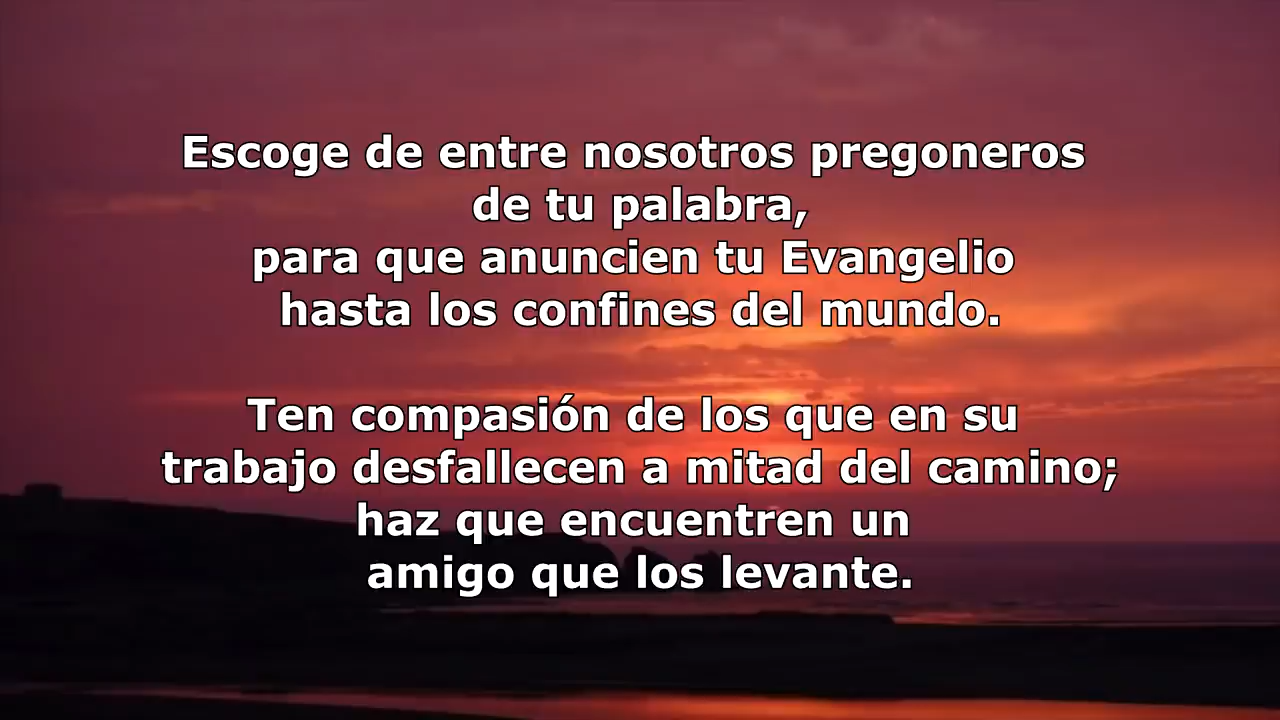 Escoge de entre nosotros pregoneros
de tu palabra,
para que anuncien tu Evangelio
hasta los confines del mundo.
Ten compasión de los que en su
trabajo desfallecen a mitad del camino;
haz que encuentren un
amigo que los levante.